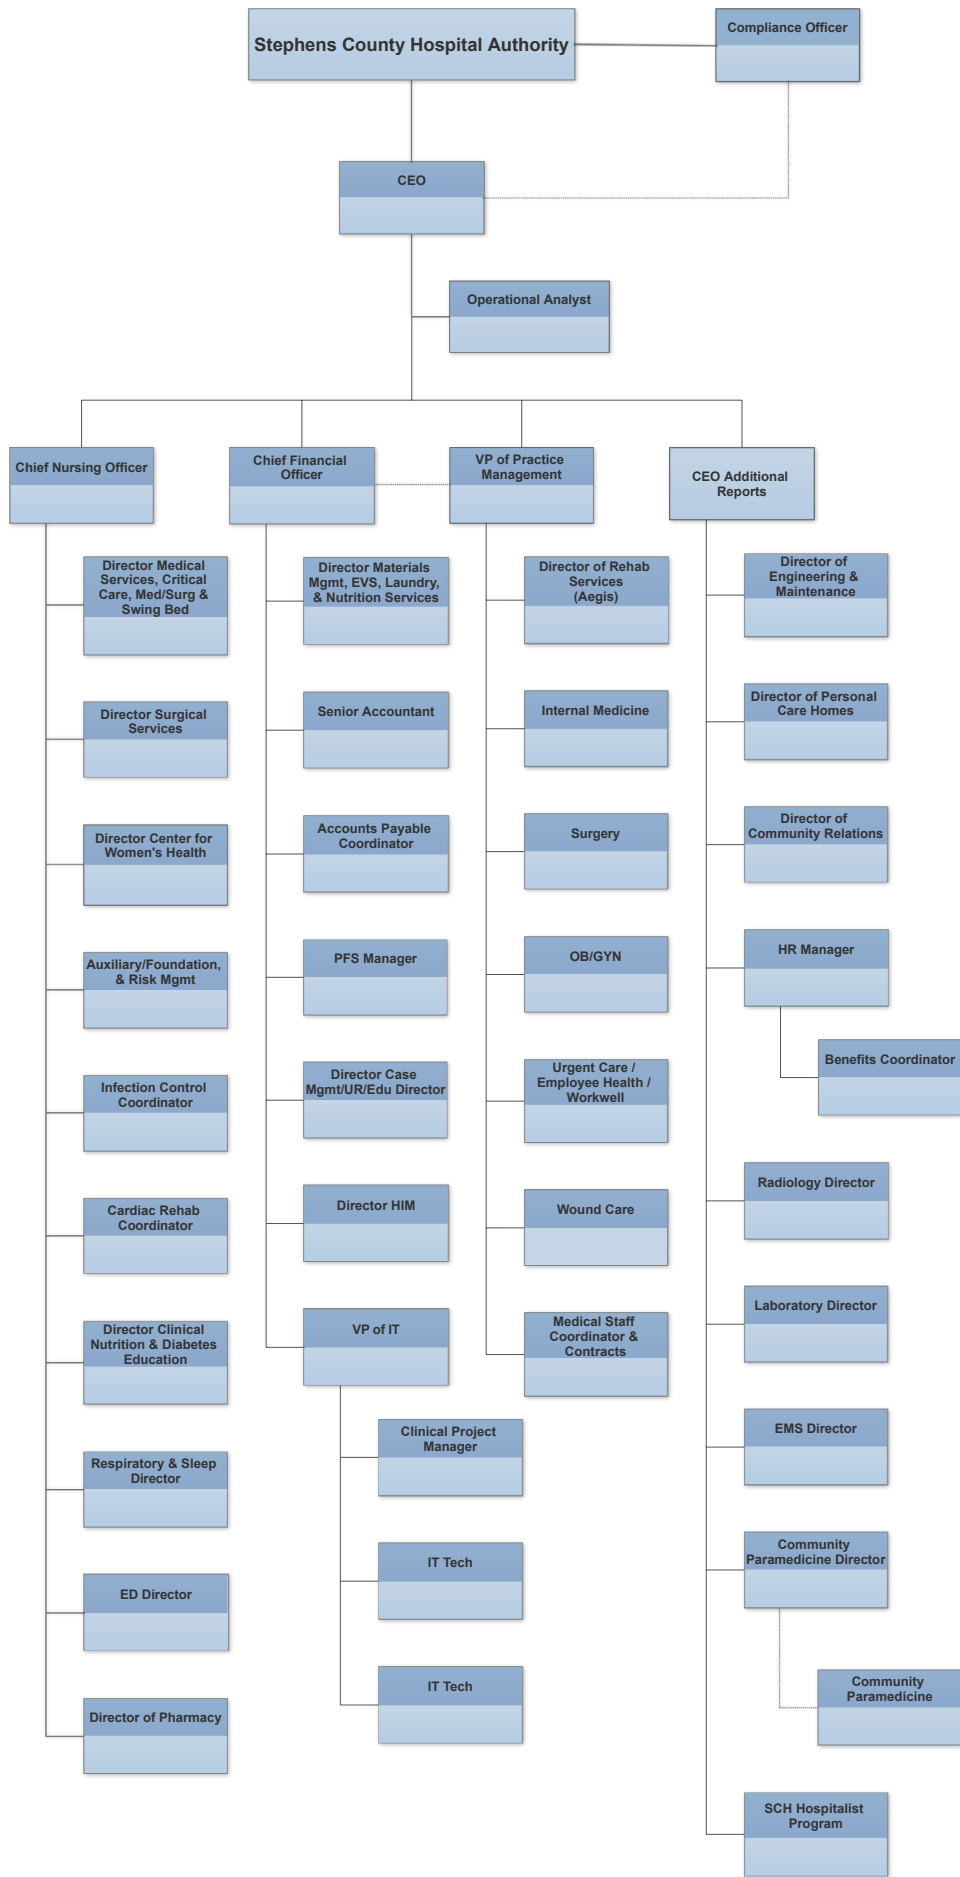 Stephens County Hospital Authority
Compliance Officer
CEO
Operational Analyst
Chief Nursing Officer
Chief Financial
Officer
VP of Practice
Management
CEO Additional
Reports
Director Medical
Services, Critical
Care, Med/Surg &
Swing Bed
Director Surgical
Services
Director Center for
Women's Health
Auxiliary/Foundation,
& Risk Mgmt
Infection Control
Coordinator
Cardiac Rehab
Coordinator
Director Clinical
Nutrition & Diabetes
Education
Respiratory & Sleep
Director
ED Director
Director of Pharmacy
Director Materials
Mgmt, EVS, Laundry,
& Nutrition Services
Senior Accountant
Accounts Payable
Coordinator
PFS Manager
Director Case
Mgmt/UR/Edu Director
Director HIM
VP of IT
Clinical Project
Manager
IT Tech
IT Tech
Director of Rehab
Services
(Aegis)
Internal Medicine
Surgery
OB/GYN
Urgent Care /
Employee Health /
Workwell
Wound Care
Medical Staff
Coordinator &
Contracts
Director of
Engineering &
Maintenance
Director of Personal
Care Homes
Director of
Community Relations
HR Manager
Benefits Coordinator
Radiology Director
Laboratory Director
EMS Director
Community
Paramedicine Director
Community
Paramedicine
SCH Hospitalist
Program